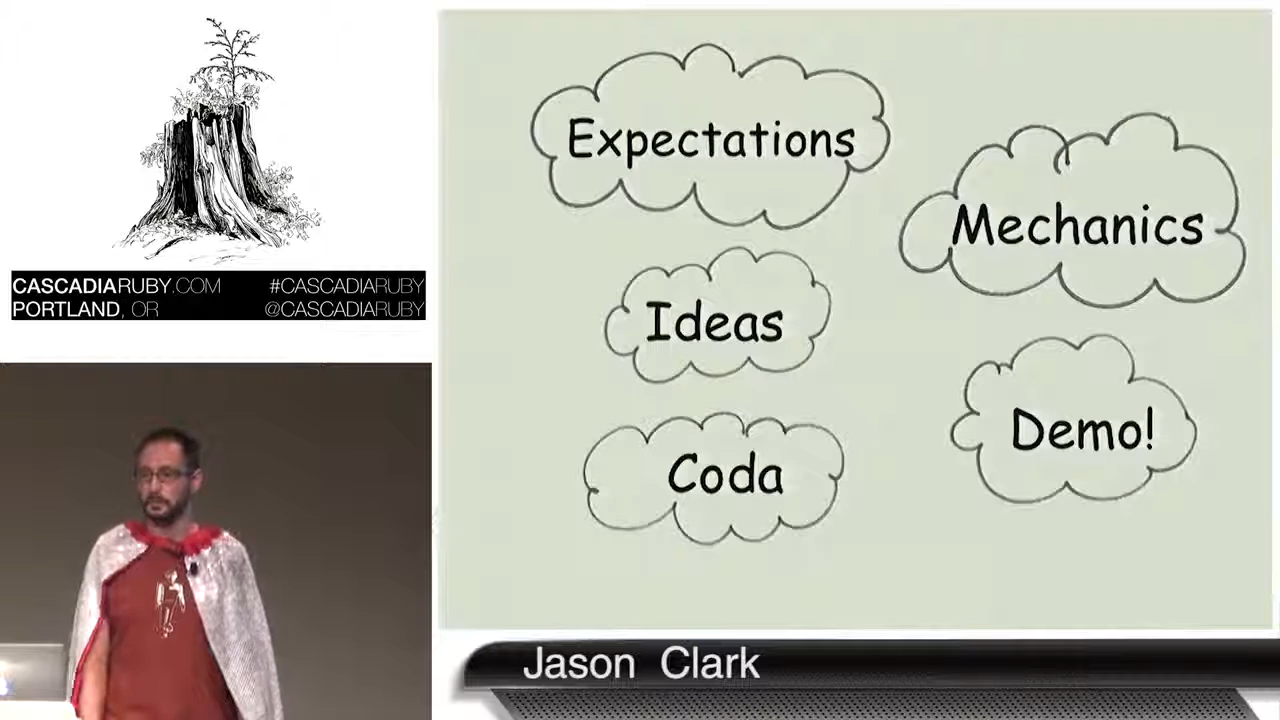 CASCADIARUBY.COM #CASCADIARUBY
PORTLAND, OR @CASCADIARUBY
Expectations
Mechanics
Ideas
Demo!
Coda
Jason Clark